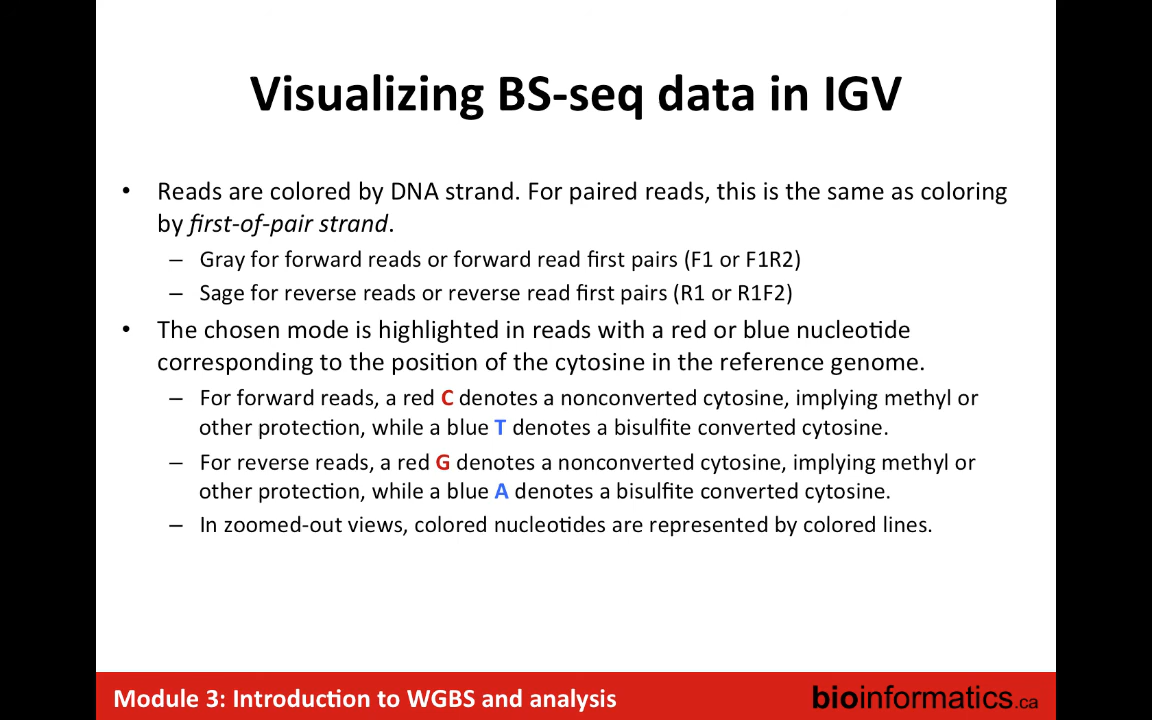 Visualizing BS-seq data in IGV
• Reads are colored by DNA strand. For paired reads, this is the same as coloring
by first-of-pair strand.
– Gray for forward reads or forward read first pairs (F1 or F1R2)
– Sage for reverse reads or reverse read first pairs (R1 or R1F2)
• The chosen mode is highlighted in reads with a red or blue nucleotide
corresponding to the position of the cytosine in the reference genome.
– For forward reads, a red C denotes a nonconverted cytosine, implying methyl or
other protection, while a blue T denotes a bisulfite converted cytosine.
– For reverse reads, a red G denotes a nonconverted cytosine, implying methyl or
other protection, while a blue A denotes a bisulfite converted cytosine.
– In zoomed-out views, colored nucleotides are represented by colored lines.
Module 3: Introduction to WGBS and analysis
bioinformatics.ca